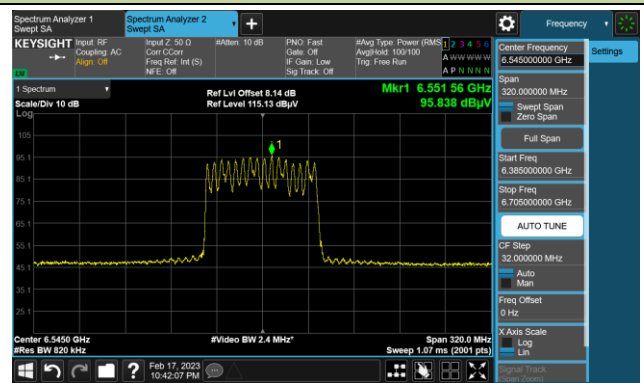 Spectrum Analyzer 1
Swept SA
Spectrum Analyzer 2
Swept SA
Frequency
KEYSIGHT
Input: RF
Coupling: AC
Align: Off
Input Z: 50 Ω
Corr CCorr
Freq Ref: Int (S)
NFE: Off
#Atten: 10 dB
PNO: Fast
Gate: Off
IF Gain: Low
Sig Track: Off
#Avg Type: Power (RMS)
Avg|Hold: 100/100
Trig: Free Run
1 2 3 4 5 6
A W W W W W
A P N N N N
LU
1 Spectrum
Scale/Div 10 dB
Log
Ref Lvl Offset 8.14 dB
Ref Level 115.13 dBµV
Mkr1 6.551 56 GHz
95.838 dBµV
1
105
95.1
85.1
75.1
65.1
55.1
45.1
35.1
25.1
Center 6.5450 GHz
#Res BW 820 kHz
#Video BW 2.4 MHz*
Span 320.0 MHz
Sweep 1.07 ms (2001 pts)
Feb 17, 2023
10:42:07 PM
Center Frequency
6.545000000 GHz
Settings
Span
320.000000 MHz
Swept Span
Zero Span
Full Span
Start Freq
6.385000000 GHz
Stop Freq
6.705000000 GHz
AUTO TUNE
CF Step
32.000000 MHz
Auto
Man
Freq Offset
0 Hz
X Axis Scale
Log
Lin
Signal Track
(Span Zoom)